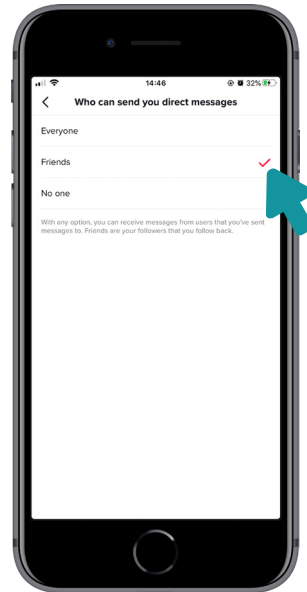 14:46
32%
Who can send you direct messages
Everyone
Friends
No one
With any option, you can receive messages from users that you've sent
messages to. Friends are your followers that you follow back.